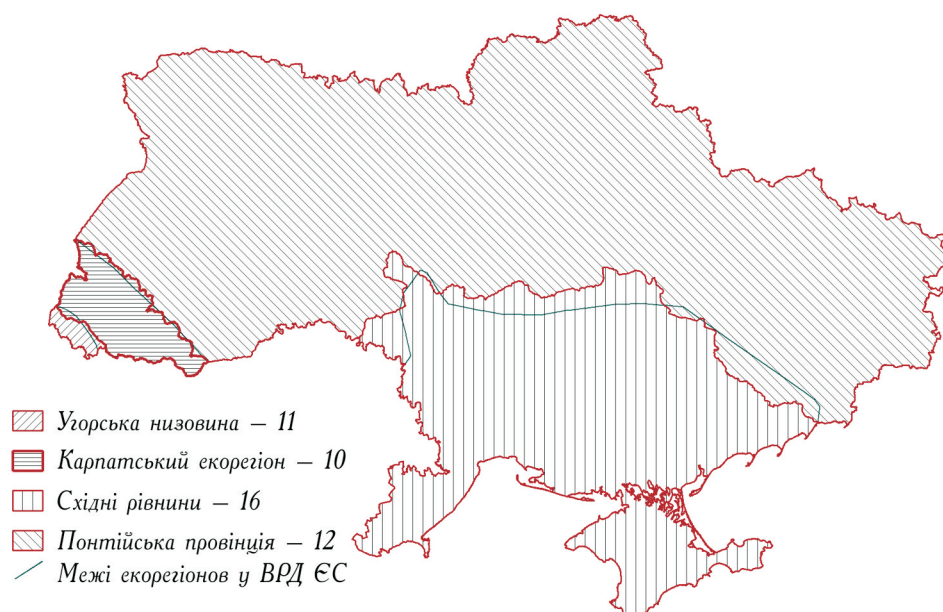 Угорська низовина – 11
Карпатський екорегіон – 10
Східні рівнини – 16
Понтійська провінція – 12
Межі екорегіонов у ВРД ЄС